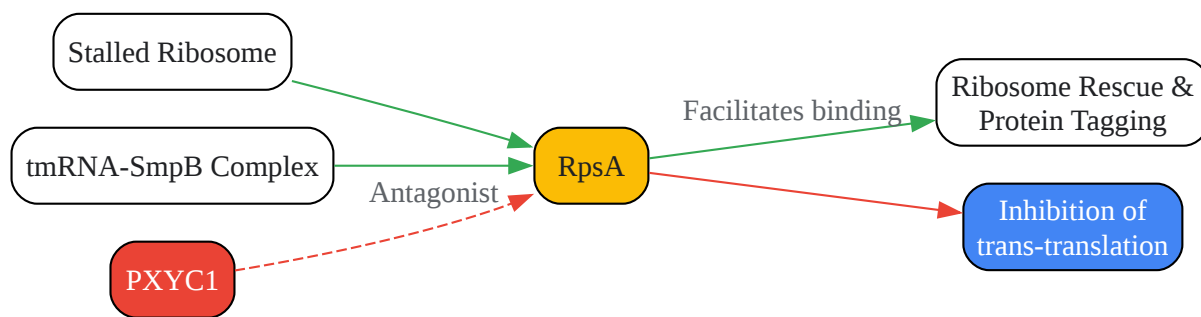 Stalled Ribosome
tmRNA-SmpB Complex
PXYC1
Antagonist
RpsA
Facilitates binding
Ribosome Rescue &
Protein Tagging
Inhibition of
trans-translation